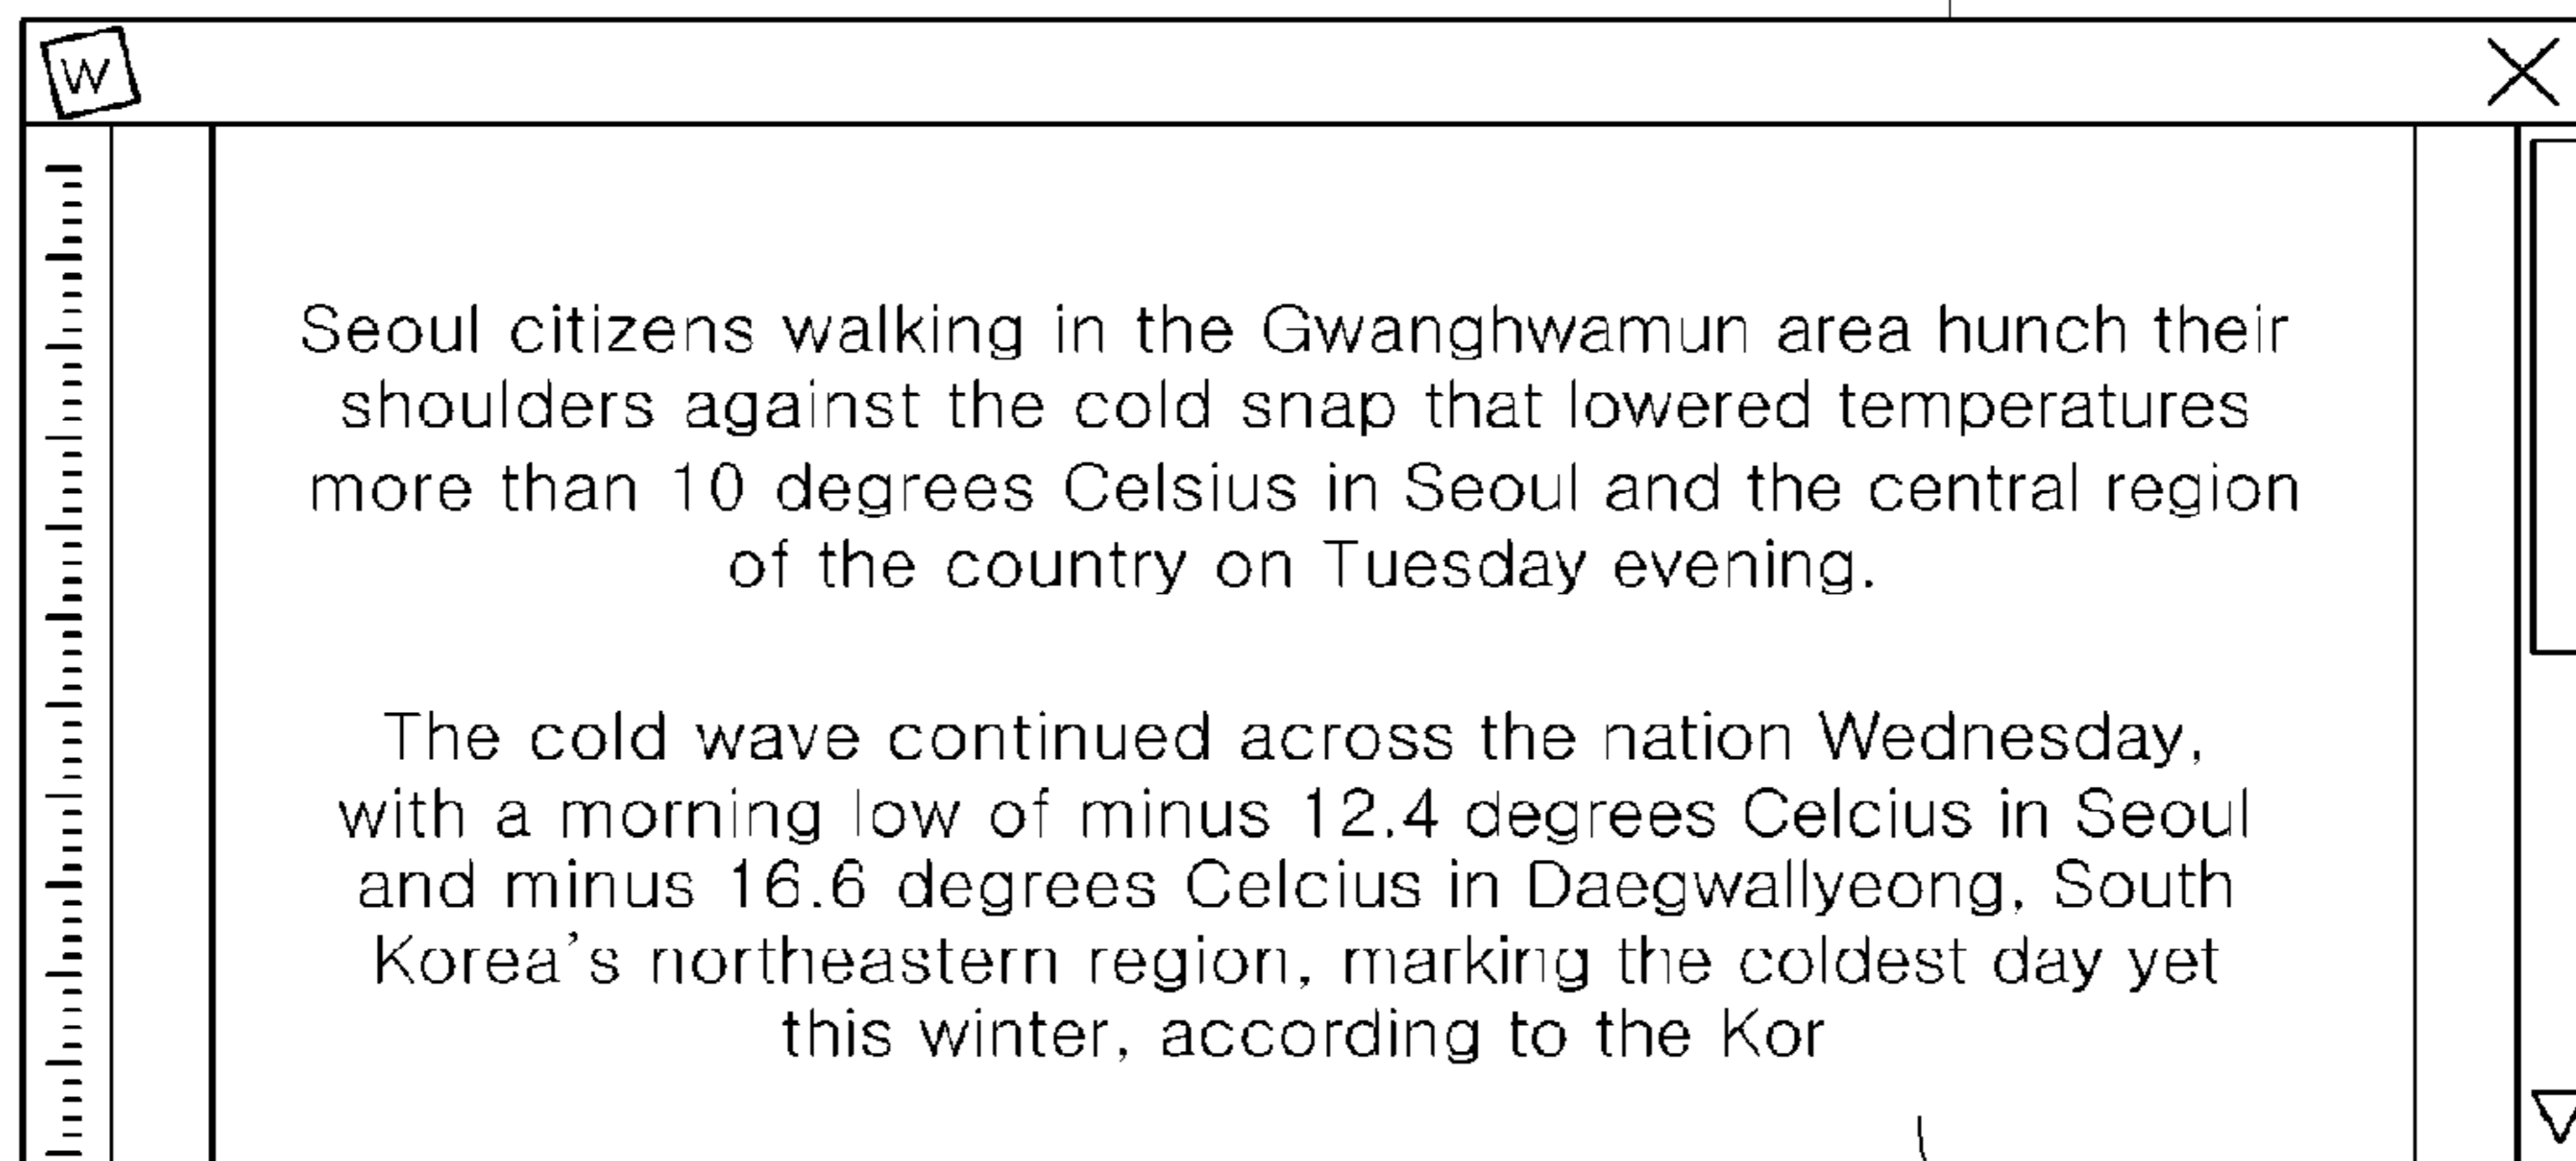 W
Seoul citizens walking in the Gwanghwamun area hunch their
shoulders against the cold snap that lowered temperatures
more than 10 degrees Celsius in Seoul and the central region
of the country on Tuesday evening.
The cold wave continued across the nation Wednesday,
with a morning low of minus 12.4 degrees Celcius in Seoul
and minus 16.6 degrees Celcius in Daegwallyeong, South
Korea's northeastern region, marking the coldest day yet
this winter, according to the Kor